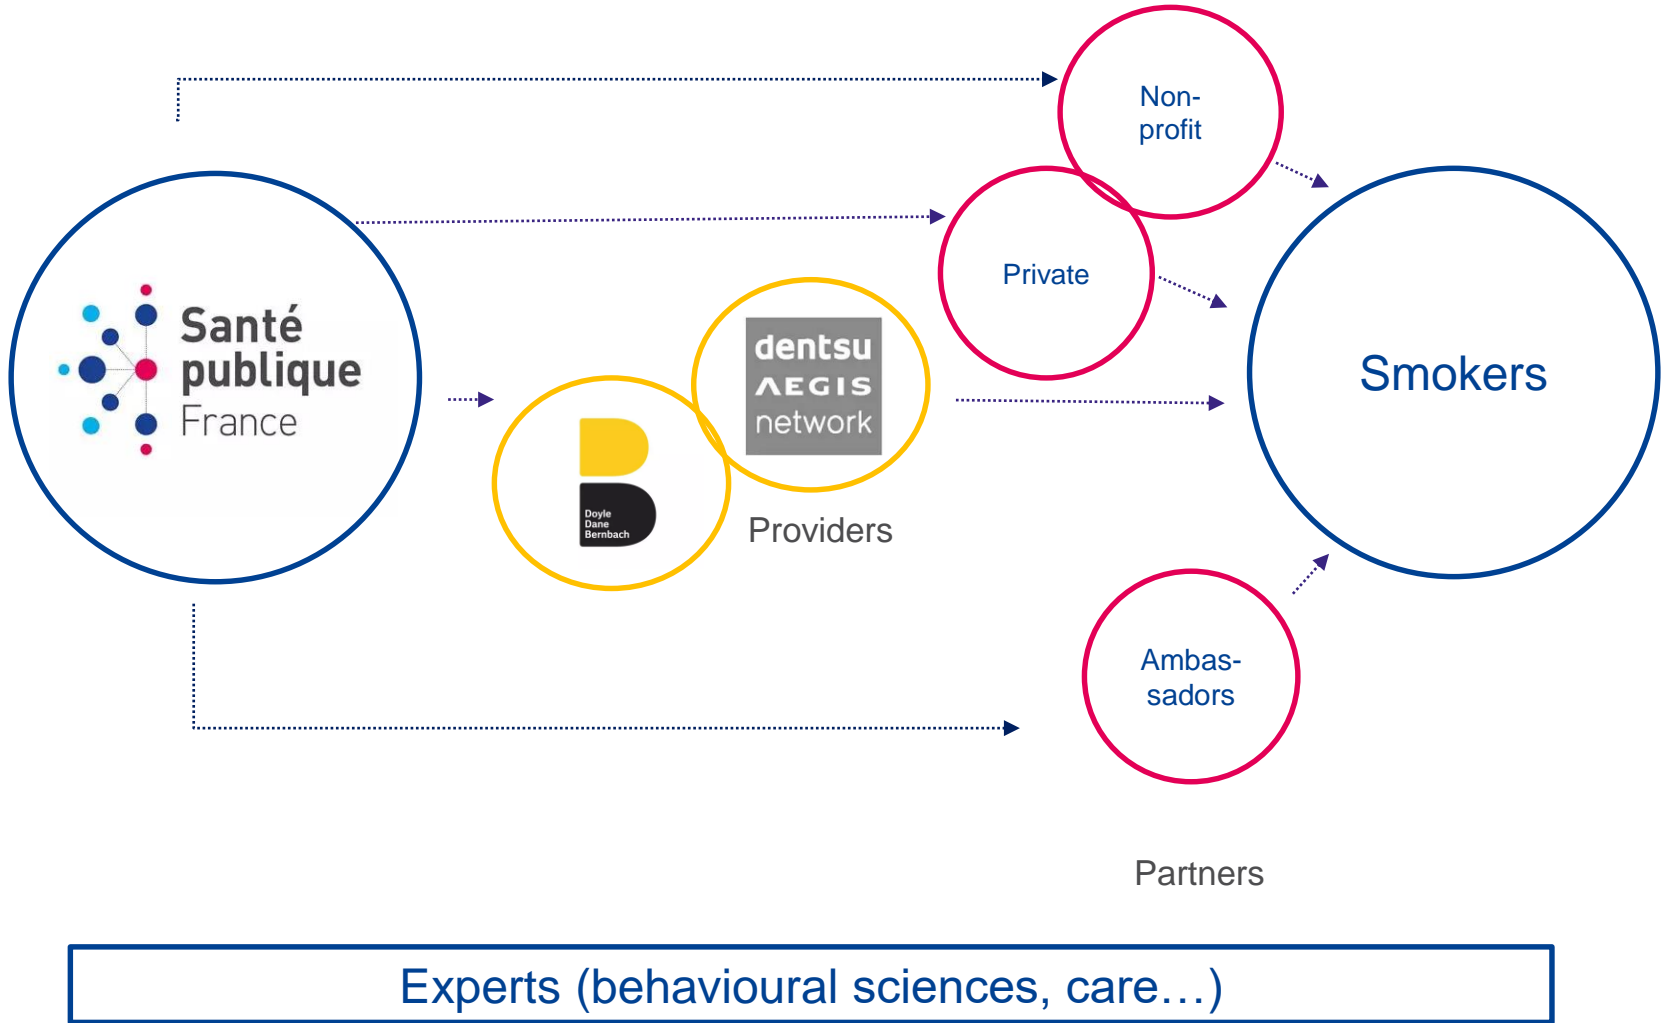 Non-
profit
Private
Santé
publique
France
dentsu
AEGIS
network
Smokers
Doyle
Dane
Bernbach
Providers
Ambas-
sadors
Partners
Experts (behavioural sciences, care…)